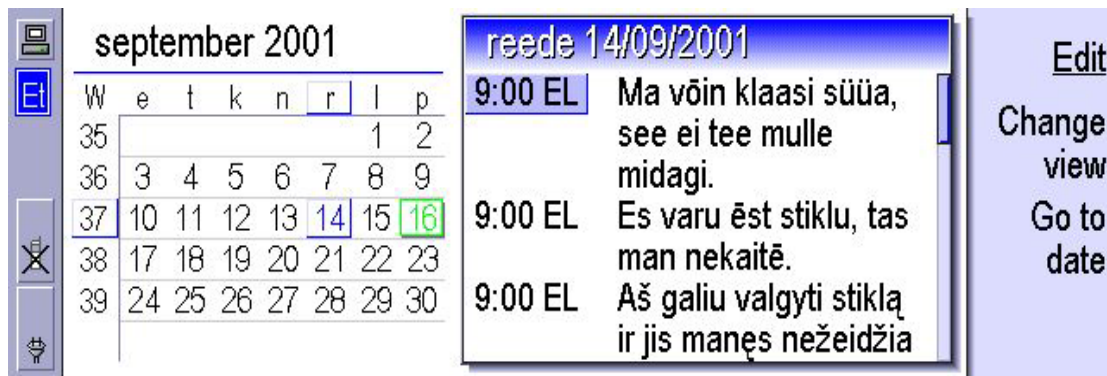 Et
september 2001
W e t k n r l p
35 1 2
36 3 4 5 6 7 8 9
37 10 11 12 13 14 15 16
38 17 18 19 20 21 22 23
39 24 25 26 27 28 29 30
reede 14/09/2001
9:00 EL Ma võin klaasi süüa,
see ei tee mulle
midagi.
9:00 EL Es varu ēst stiklu, tas
man nekaitē.
9:00 EL Aš galiu valgyti stiklą
ir jis manęs nežeidžia
Edit
Change
view
Go to
date